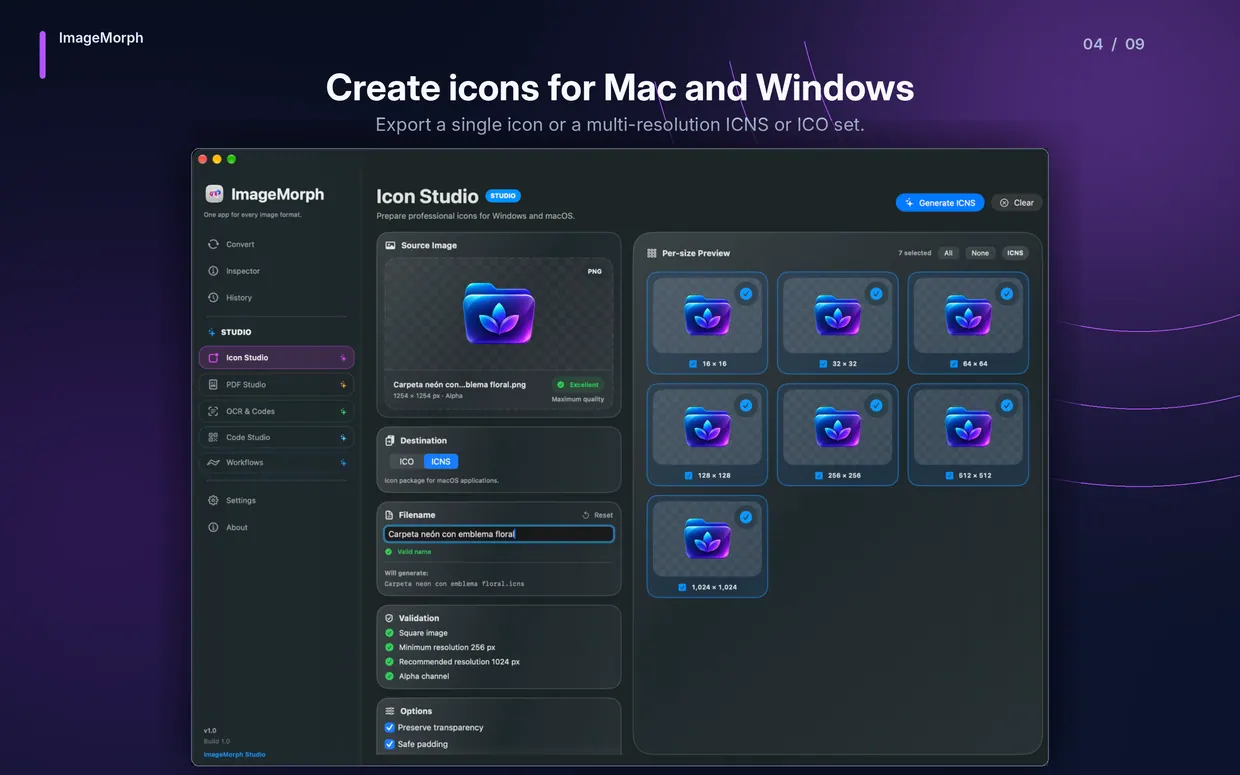 ImageMorph
04 / 09
Create icons for Mac and Windows
Export a single icon or a multi-resolution ICNS or ICO set.
ImageMorph
One app for every image format.
Convert
Inspector
History
STUDIO
Icon Studio
PDF Studio
OCR & Codes
Code Studio
Workflows
Settings
About
v1.0
Build 1.0
ImageMorph Studio
Icon Studio STUDIO
Prepare professional icons for Windows and macOS.
Generate ICNS
Clear
Source Image
PNG
Carpeta neón con...blema floral.png
1254 × 1254 px · Alpha
Excellent
Maximum quality
Destination
ICO ICNS
Icon package for macOS applications.
Filename
Reset
Carpeta neón con emblema floral
Valid name
Will generate:
Carpeta neon con emblema floral.icns
Validation
Square image
Minimum resolution 256 px
Recommended resolution 1024 px
Alpha channel
Options
Preserve transparency
Safe padding
Per-size Preview
7 selected All None ICNS
16 × 16
32 × 32
64 × 64
128 × 128
256 × 256
512 × 512
1,024 × 1,024